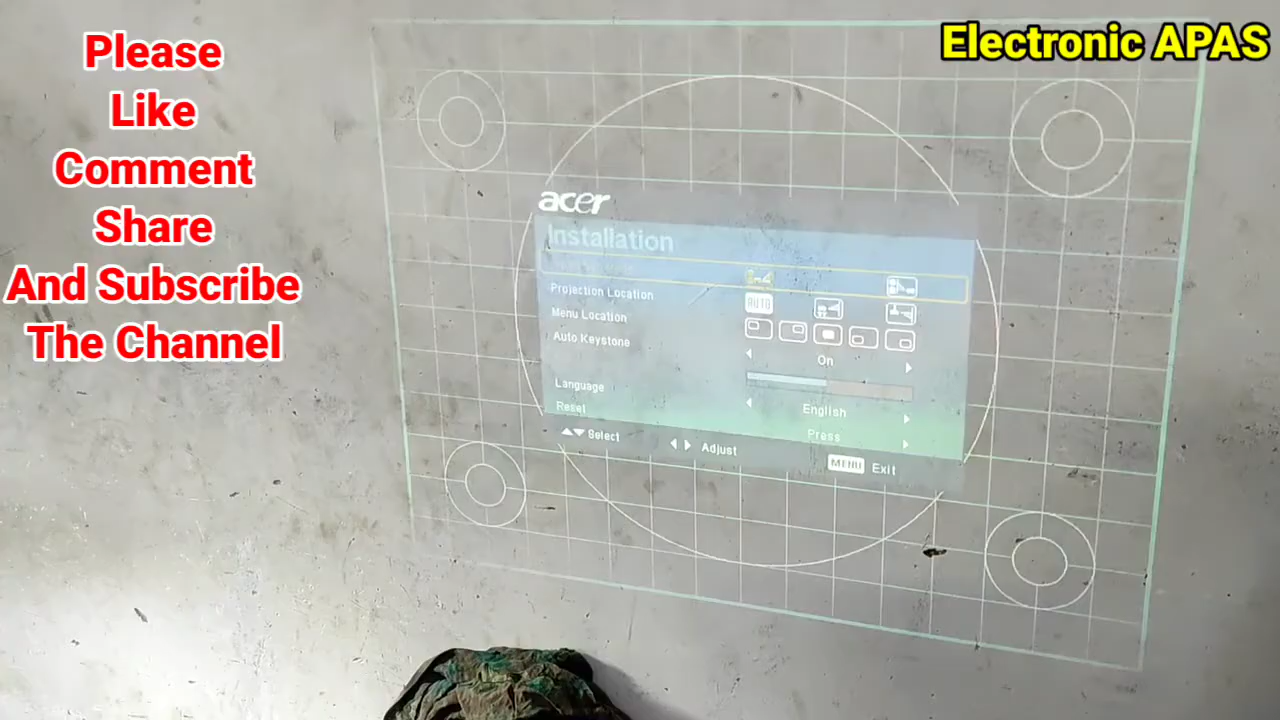 Please
Like
Comment
Share
And Subscribe
The Channel
Electronic APAS
acer
Installation
Projection Location
AUTO
Menu Location
Auto Keystone
On
Language
English
Reset
Press
Select
Adjust
MENU Exit